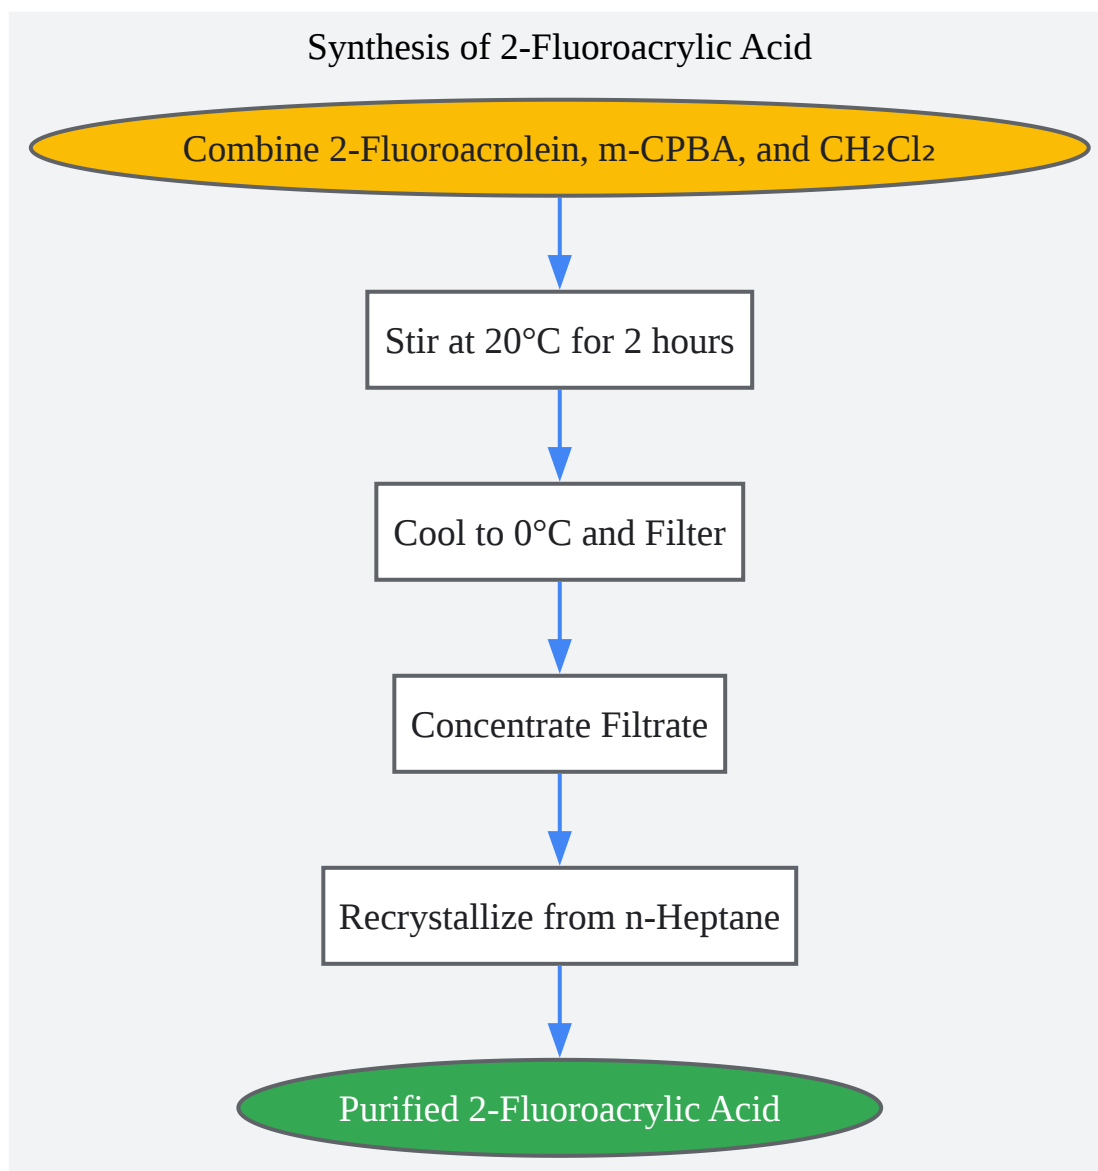 Synthesis of 2-Fluoroacrylic Acid
Combine 2-Fluoroacrolein, m-CPBA, and CH₂Cl₂
Stir at 20°C for 2 hours
Cool to 0°C and Filter
Concentrate Filtrate
Recrystallize from n-Heptane
Purified 2-Fluoroacrylic Acid